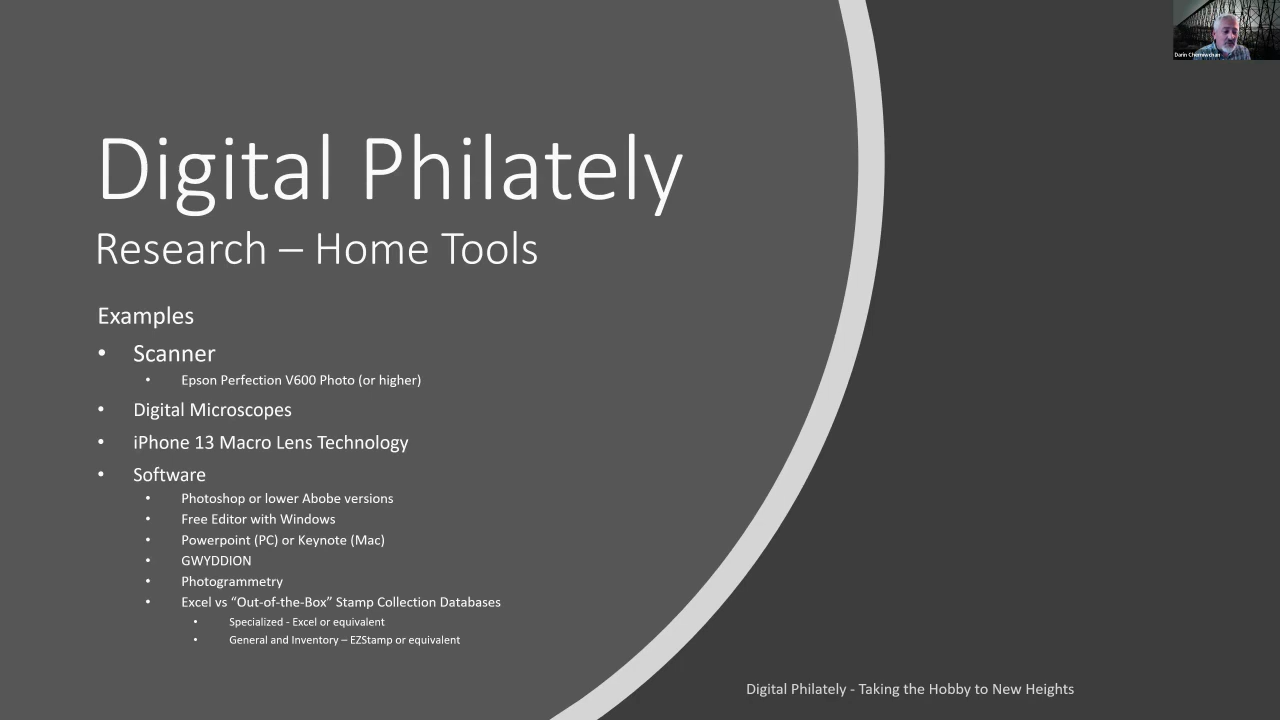 Darin Cherniwchan
Digital Philately
Research – Home Tools
Examples
• Scanner
• Epson Perfection V600 Photo (or higher)
• Digital Microscopes
• iPhone 13 Macro Lens Technology
• Software
• Photoshop or lower Abobe versions
• Free Editor with Windows
• Powerpoint (PC) or Keynote (Mac)
• GWYDDION
• Photogrammetry
• Excel vs “Out-of-the-Box” Stamp Collection Databases
• Specialized - Excel or equivalent
• General and Inventory – EZStamp or equivalent
Digital Philately - Taking the Hobby to New Heights